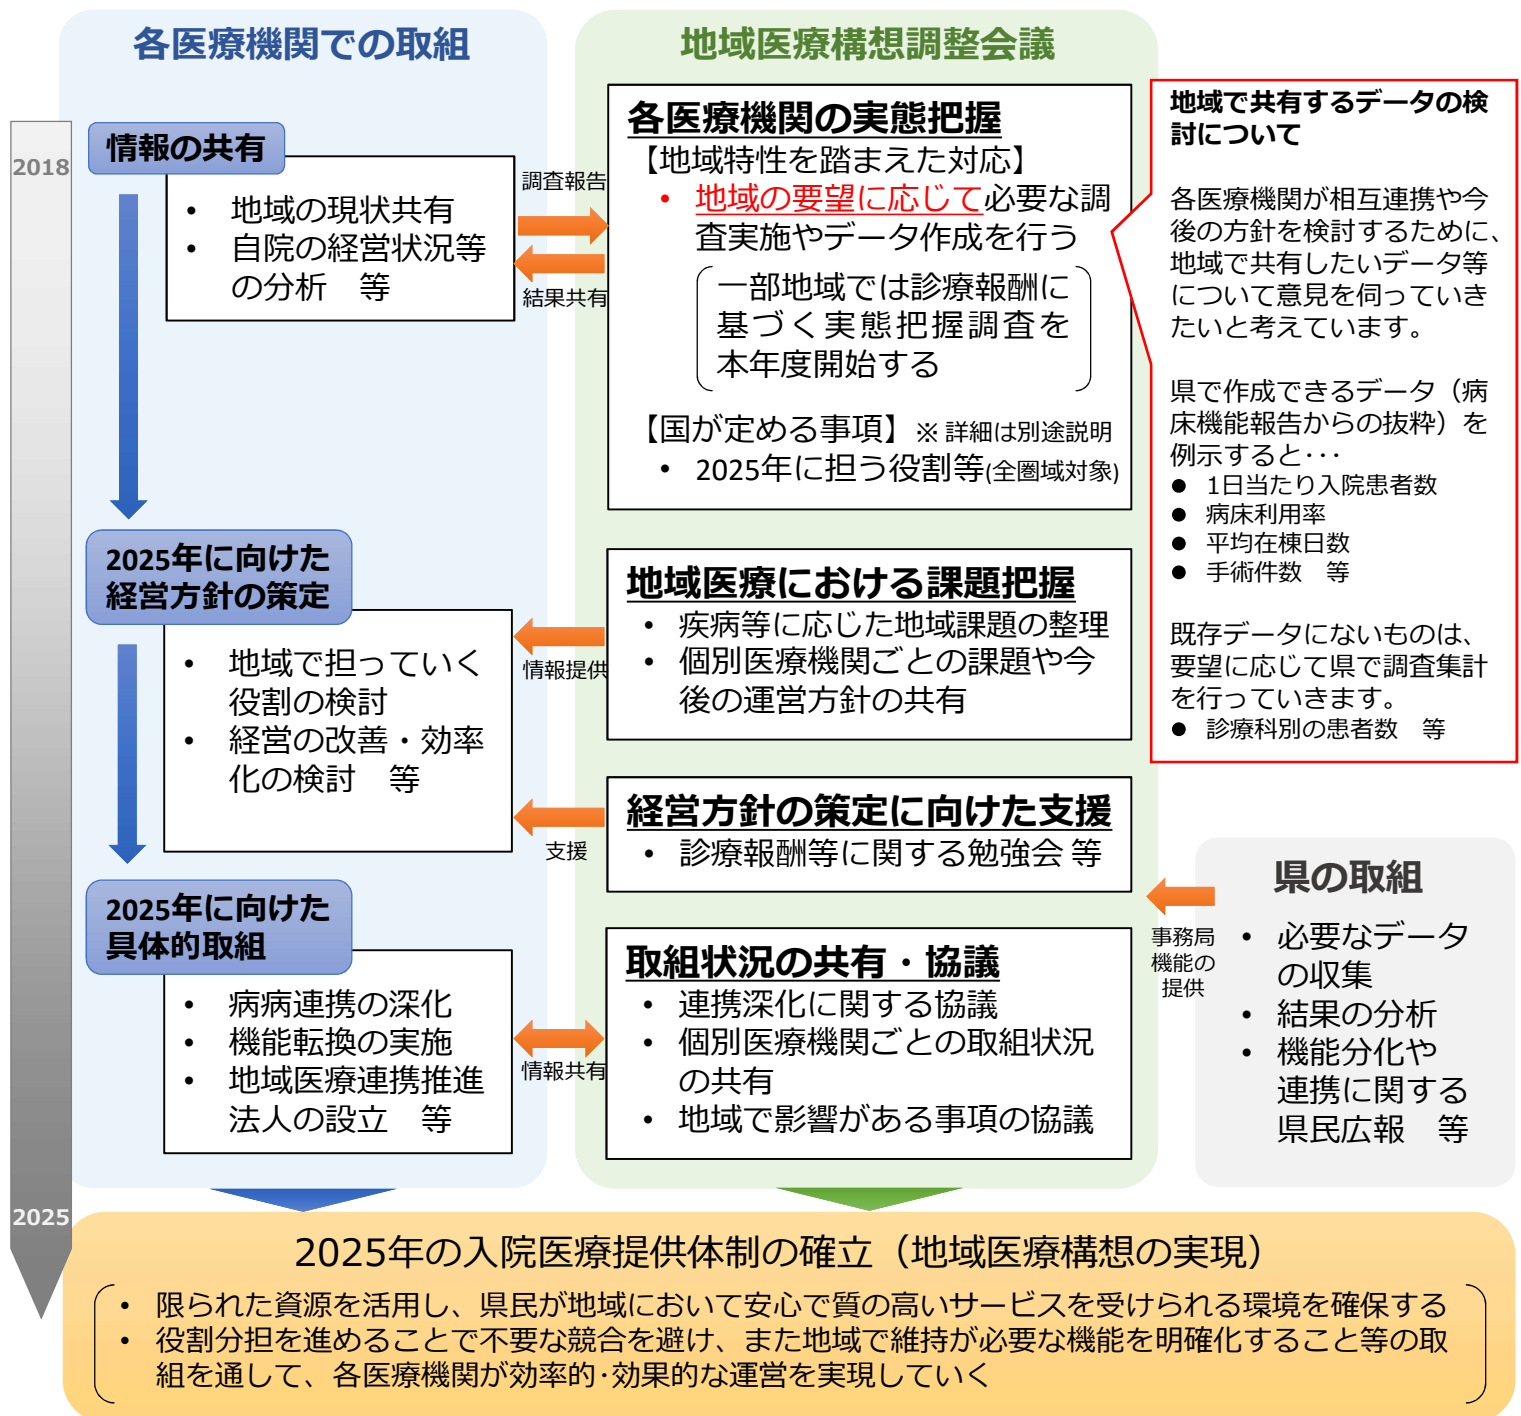 各医療機関での取組
2018
2025
情報の共有
• 地域の現状共有
• 自院の経営状況等
の分析　等
2025年に向けた
経営方針の策定
• 地域で担っていく
役割の検討
• 経営の改善・効率
化の検討　等
2025年に向けた
具体的取組
• 病病連携の深化
• 機能転換の実施
• 地域医療連携推進
法人の設立　等
調査報告
結果共有
情報提供
支援
情報共有
地域医療構想調整会議
各医療機関の実態把握
【地域特性を踏まえた対応】
• 地域の要望に応じて必要な調
査実施やデータ作成を行う
一部地域では診療報酬に
基づく実態把握調査を
本年度開始する
【国が定める事項】※ 詳細は別途説明
• 2025年に担う役割等(全圏域対象)
地域医療における課題把握
• 疾病等に応じた地域課題の整理
• 個別医療機関ごとの課題や今
後の運営方針の共有
経営方針の策定に向けた支援
• 診療報酬等に関する勉強会 等
取組状況の共有・協議
• 連携深化に関する協議
• 個別医療機関ごとの取組状況
の共有
• 地域で影響がある事項の協議
地域で共有するデータの検
討について
各医療機関が相互連携や今
後の方針を検討するために、
地域で共有したいデータ等
について意見を伺っていき
たいと考えています。
県で作成できるデータ（病
床機能報告からの抜粋）を
例示すると･･･
● 1日当たり入院患者数
● 病床利用率
● 平均在棟日数
● 手術件数　等
既存データにないものは、
要望に応じて県で調査集計
を行っていきます。
● 診療科別の患者数　等
事務局
機能の
提供
県の取組
• 必要なデータ
の収集
• 結果の分析
• 機能分化や
連携に関する
県民広報　等
2025年の入院医療提供体制の確立（地域医療構想の実現）
• 限られた資源を活用し、県民が地域において安心で質の高いサービスを受けられる環境を確保する
• 役割分担を進めることで不要な競合を避け、また地域で維持が必要な機能を明確化すること等の取
組を通して、各医療機関が効率的･効果的な運営を実現していく